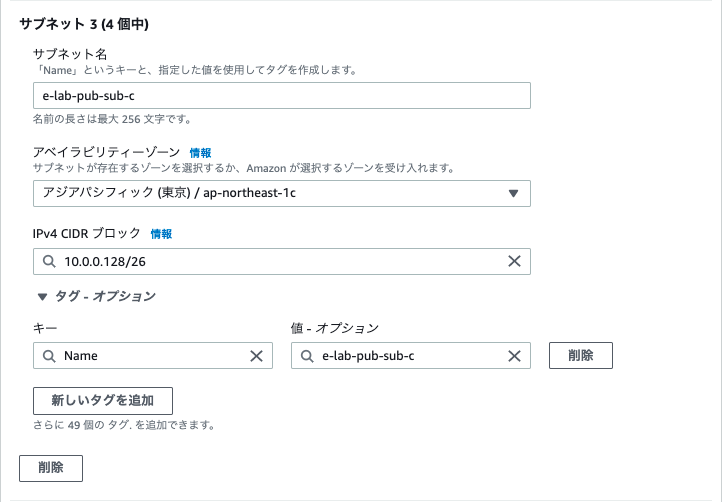 サブネット 3 (4 個中)
サブネット名
「Name」というキーと、指定した値を使用してタグを作成します。
e-lab-pub-sub-c
名前の長さは最大 256 文字です。
アベイラビリティーゾーン 情報
サブネットが存在するゾーンを選択するか、Amazon が選択するゾーンを受け入れます。
アジアパシフィック (東京) / ap-northeast-1c
IPv4 CIDR ブロック 情報
10.0.0.128/26
タグ - オプション
キー 値 - オプション
Name e-lab-pub-sub-c 削除
新しいタグを追加
さらに 49 個の タグ. を追加できます。
削除